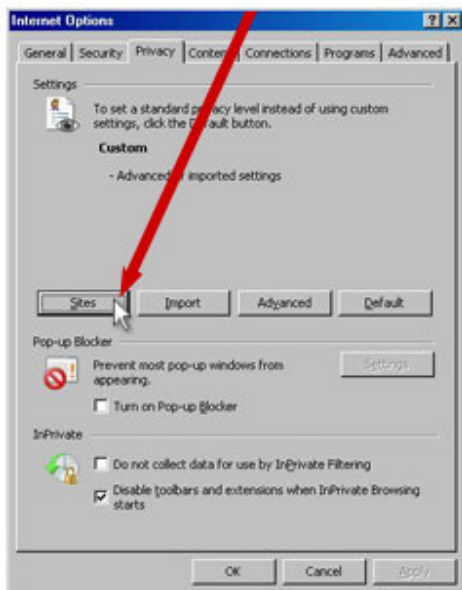 Internet Options
General Security Privacy Content Connections Programs Advanced
Settings
To set a standard privacy level instead of using custom
settings, click the Default button.
Custom
- Advanced or imported settings
Sites Import Advanced Default
Pop-up Blocker
Prevent most pop-up windows from
appearing.
Settings
Turn on Pop-up Blocker
InPrivate
Do not collect data for use by InPrivate Filtering
Disable toolbars and extensions when InPrivate Browsing
starts
OK Cancel Apply